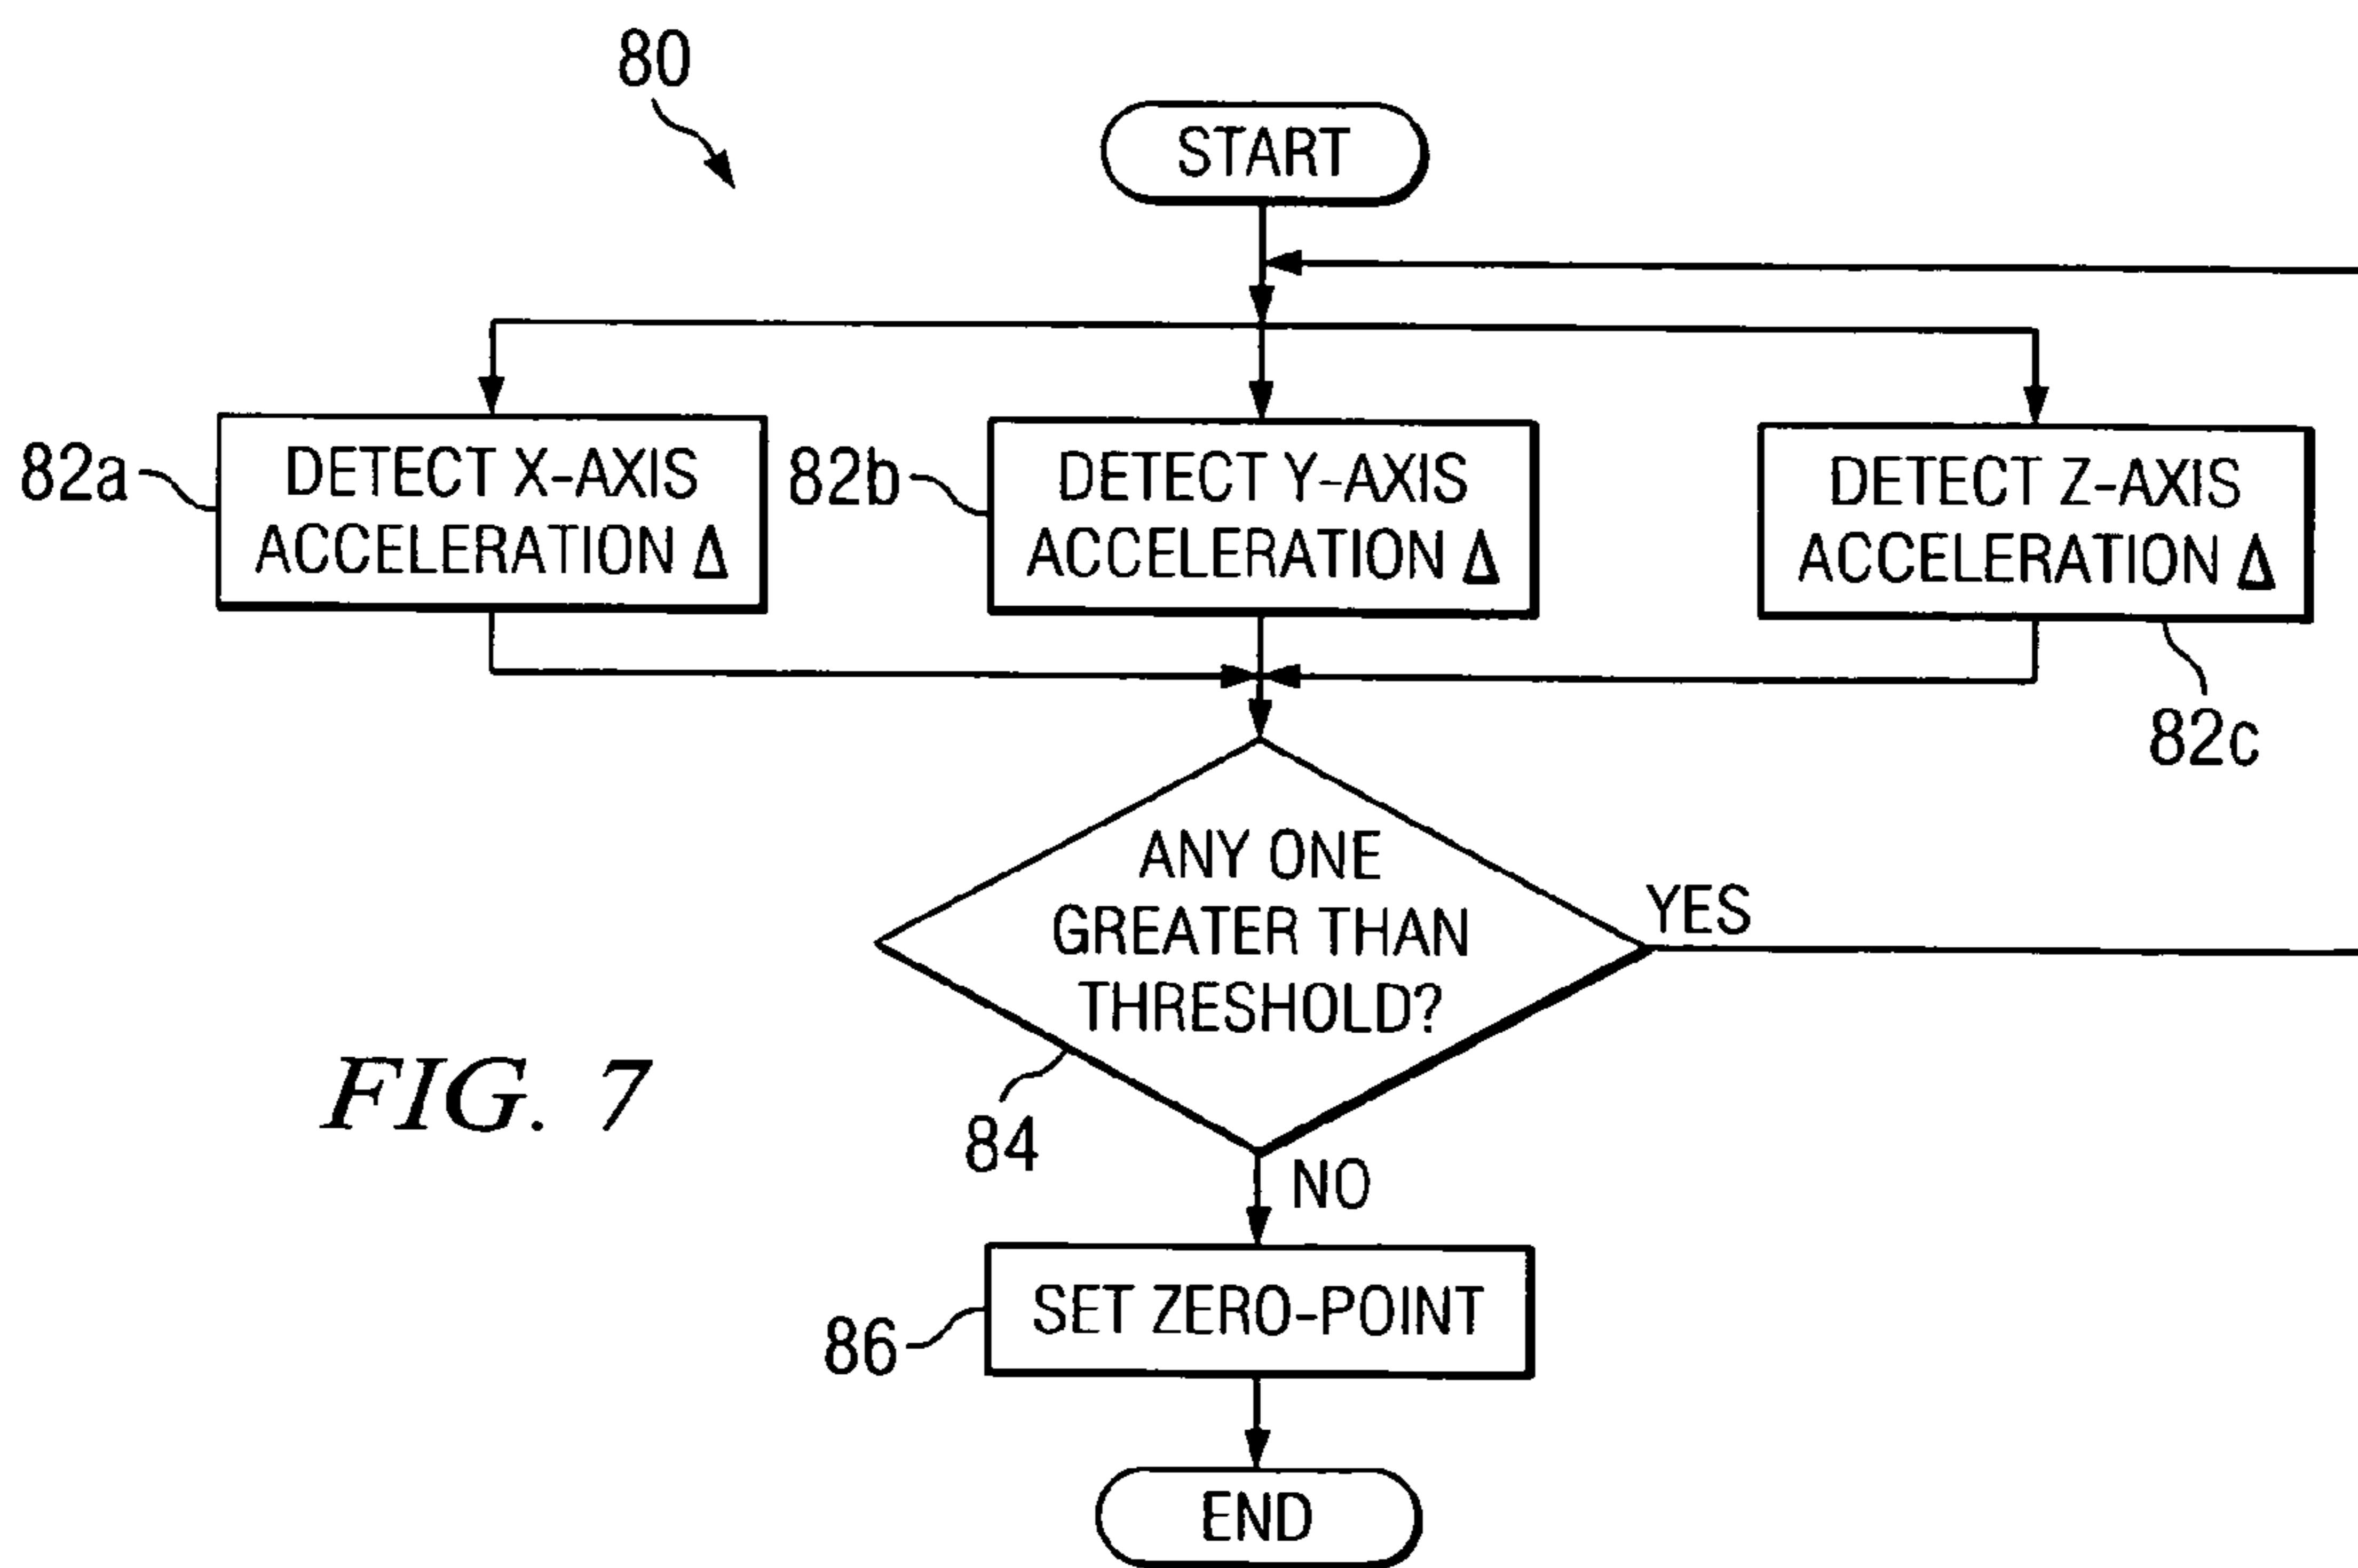 80
START
82a
DETECT X-AXIS
ACCELERATION Δ
82b
DETECT Y-AXIS
ACCELERATION Δ
DETECT Z-AXIS
ACCELERATION Δ
82c
ANY ONE
GREATER THAN
THRESHOLD?
YES
84
NO
FIG. 7
86
SET ZERO-POINT
END